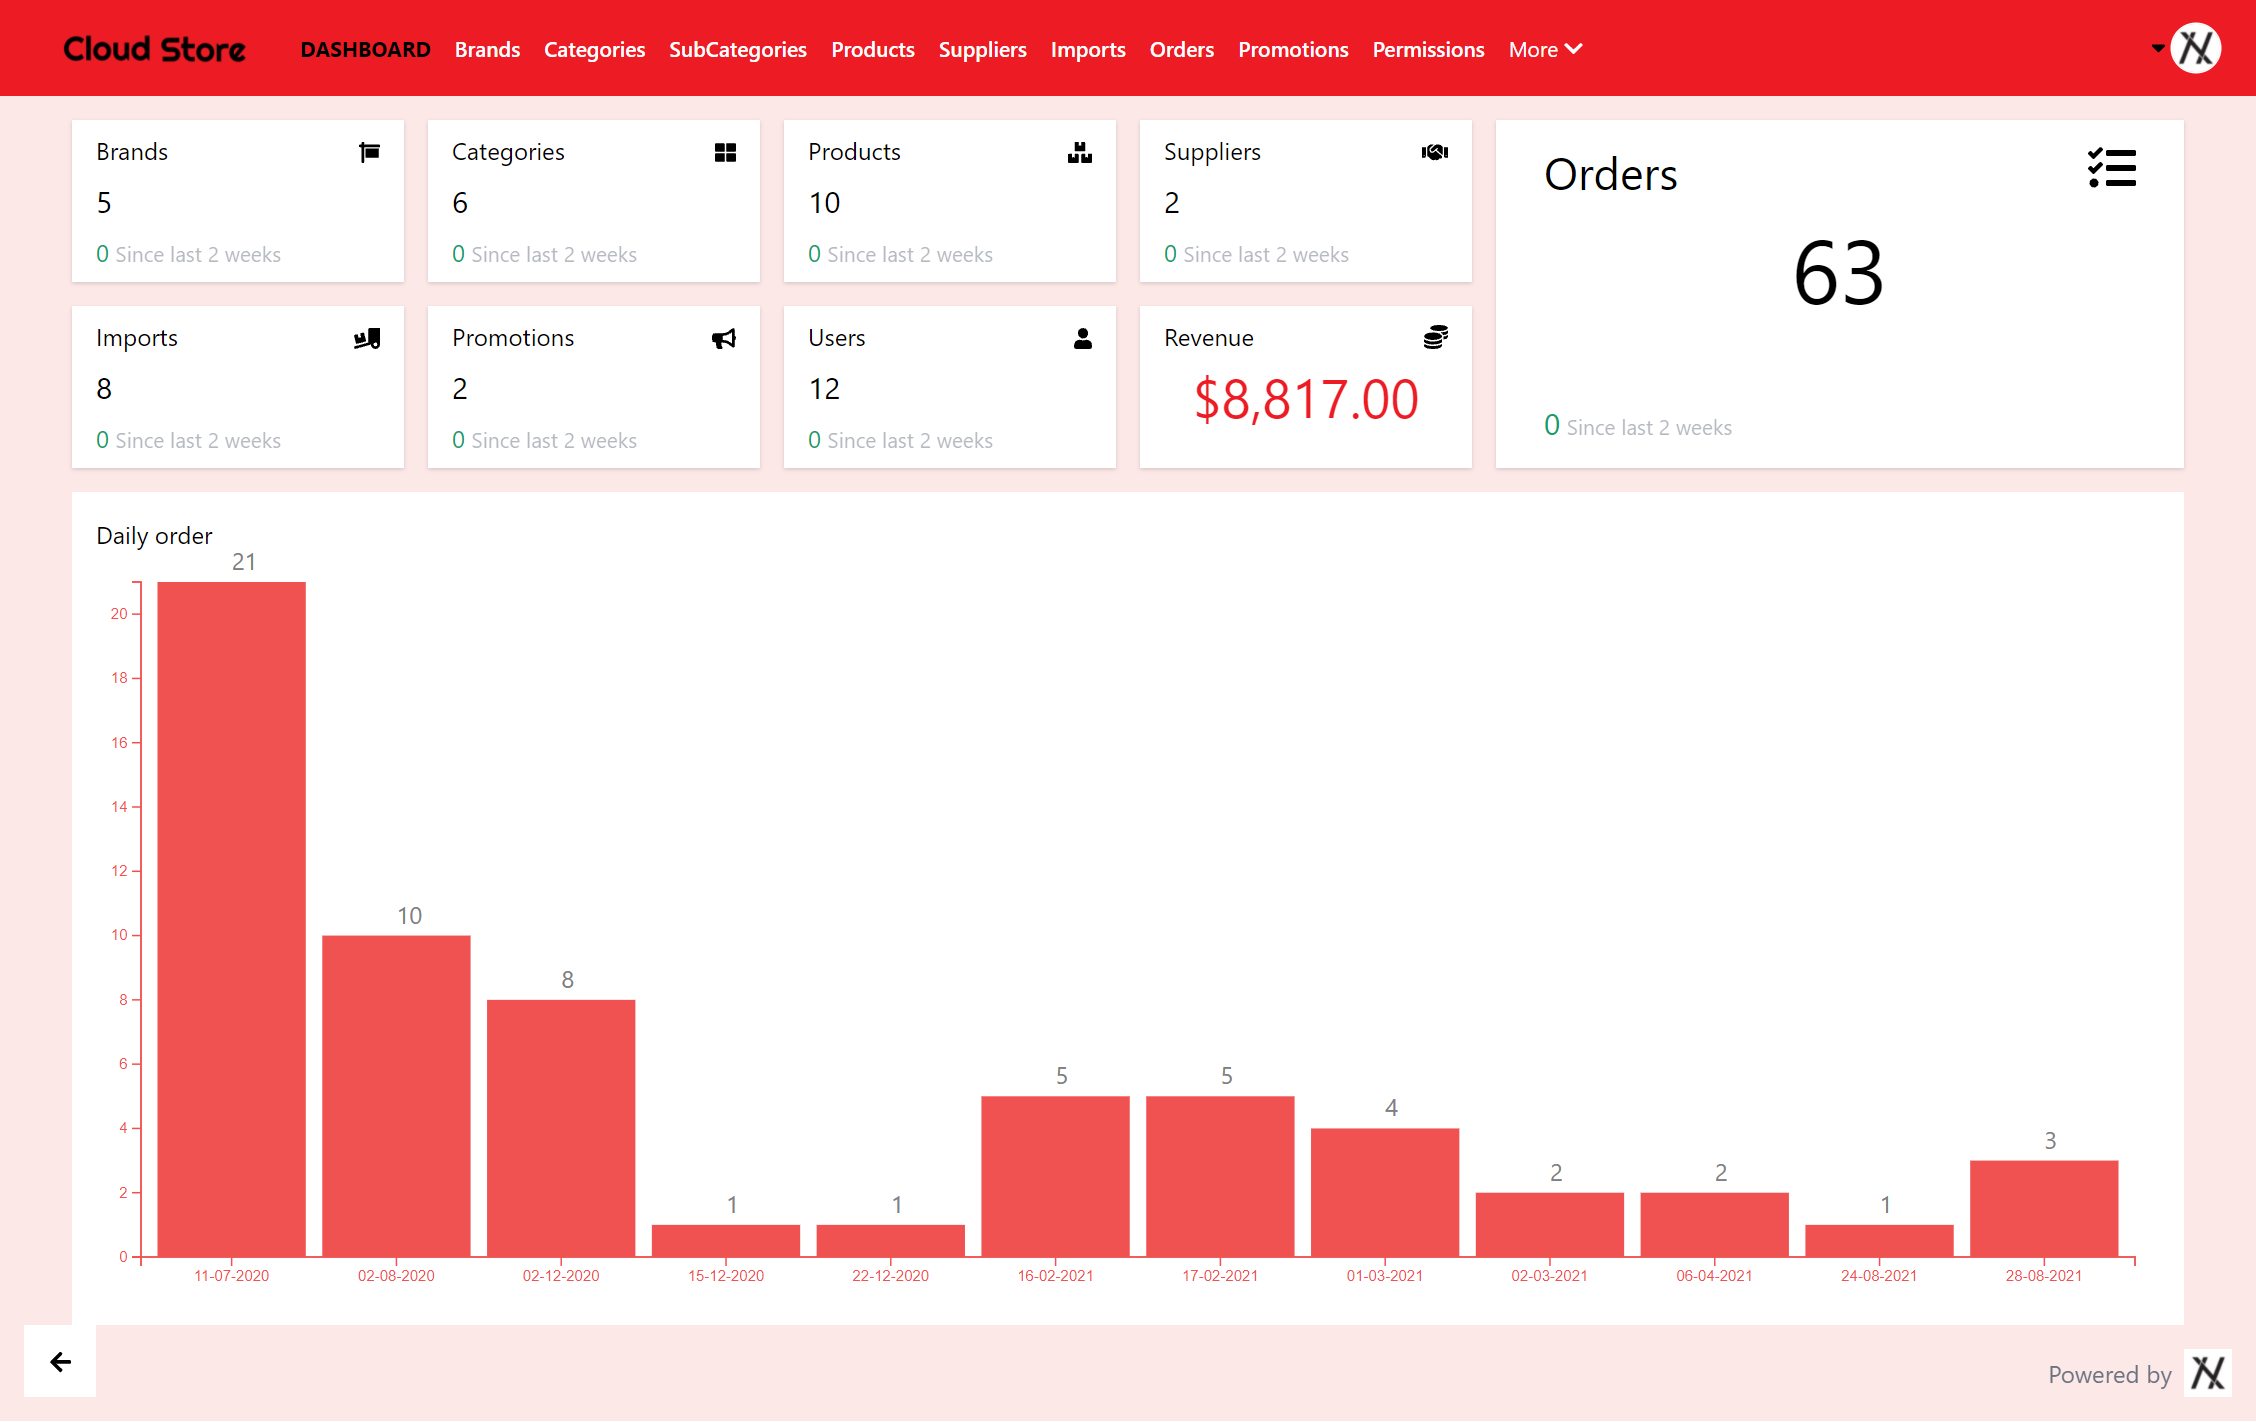 Cloud Store DASHBOARD Brands Categories SubCategories Products Suppliers Imports Orders Promotions Permissions More
Brands
5
0 Since last 2 weeks
Categories
6
0 Since last 2 weeks
Products
10
0 Since last 2 weeks
Suppliers
2
0 Since last 2 weeks
Orders
63
0 Since last 2 weeks
Imports
8
0 Since last 2 weeks
Promotions
2
0 Since last 2 weeks
Users
12
0 Since last 2 weeks
Revenue
$8,817.00
Daily order
21
10
8
1
1
5
5
4
2
2
1
3
20
18
16
14
12
10
8
6
4
2
0
11-07-2020 02-08-2020 02-12-2020 15-12-2020 22-12-2020 16-02-2021 17-02-2021 01-03-2021 02-03-2021 06-04-2021 24-08-2021 28-08-2021
Powered by